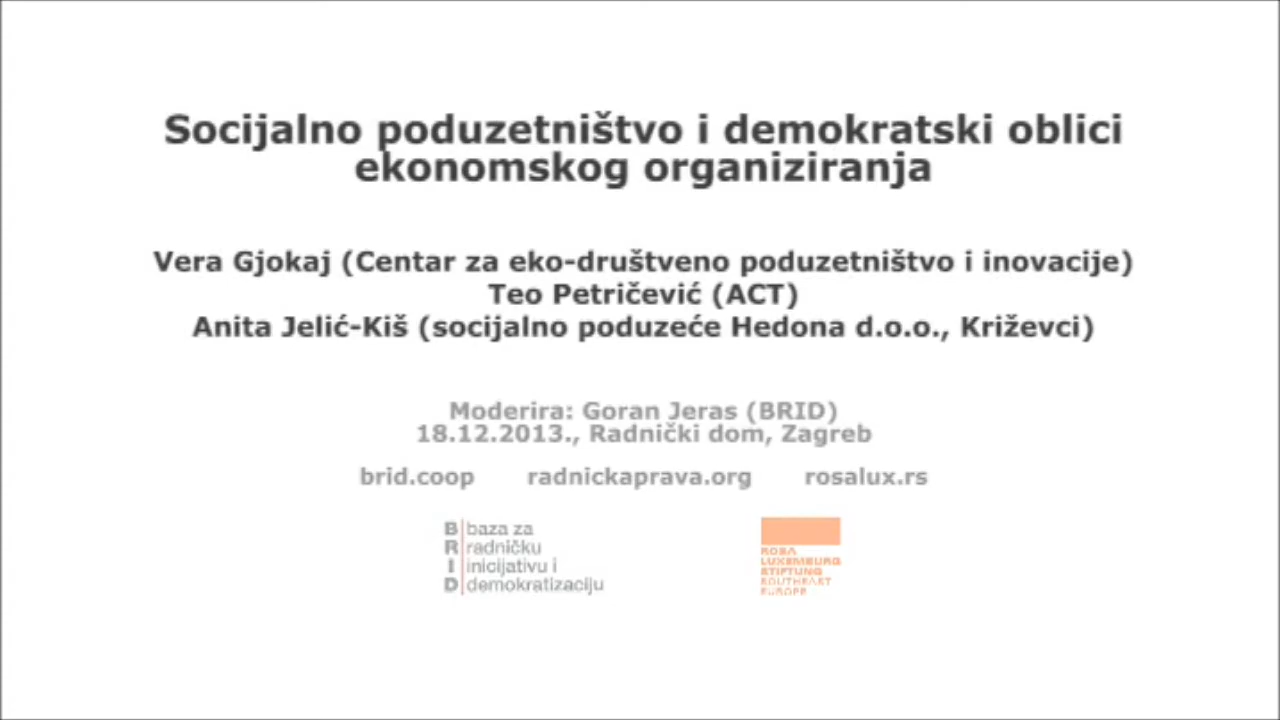 Socijalno poduzetništvo i demokratski oblici
ekonomskog organiziranja
Vera Gjokaj (Centar za eko-društveno poduzetništvo i inovacije)
Teo Petričević (ACT)
Anita Jelić-Kiš (socijalno poduzeće Hedona d.o.o., Križevci)
Moderira: Goran Jeras (BRID)
18.12.2013., Radnički dom, Zagreb
brid.coop radnickaprava.org rosalux.rs
B baza za
R radničku
I inicijativu i
D demokratizaciju
ROSA
LUXEMBURG
STIFTUNG
SOUTHEAST
EUROPE